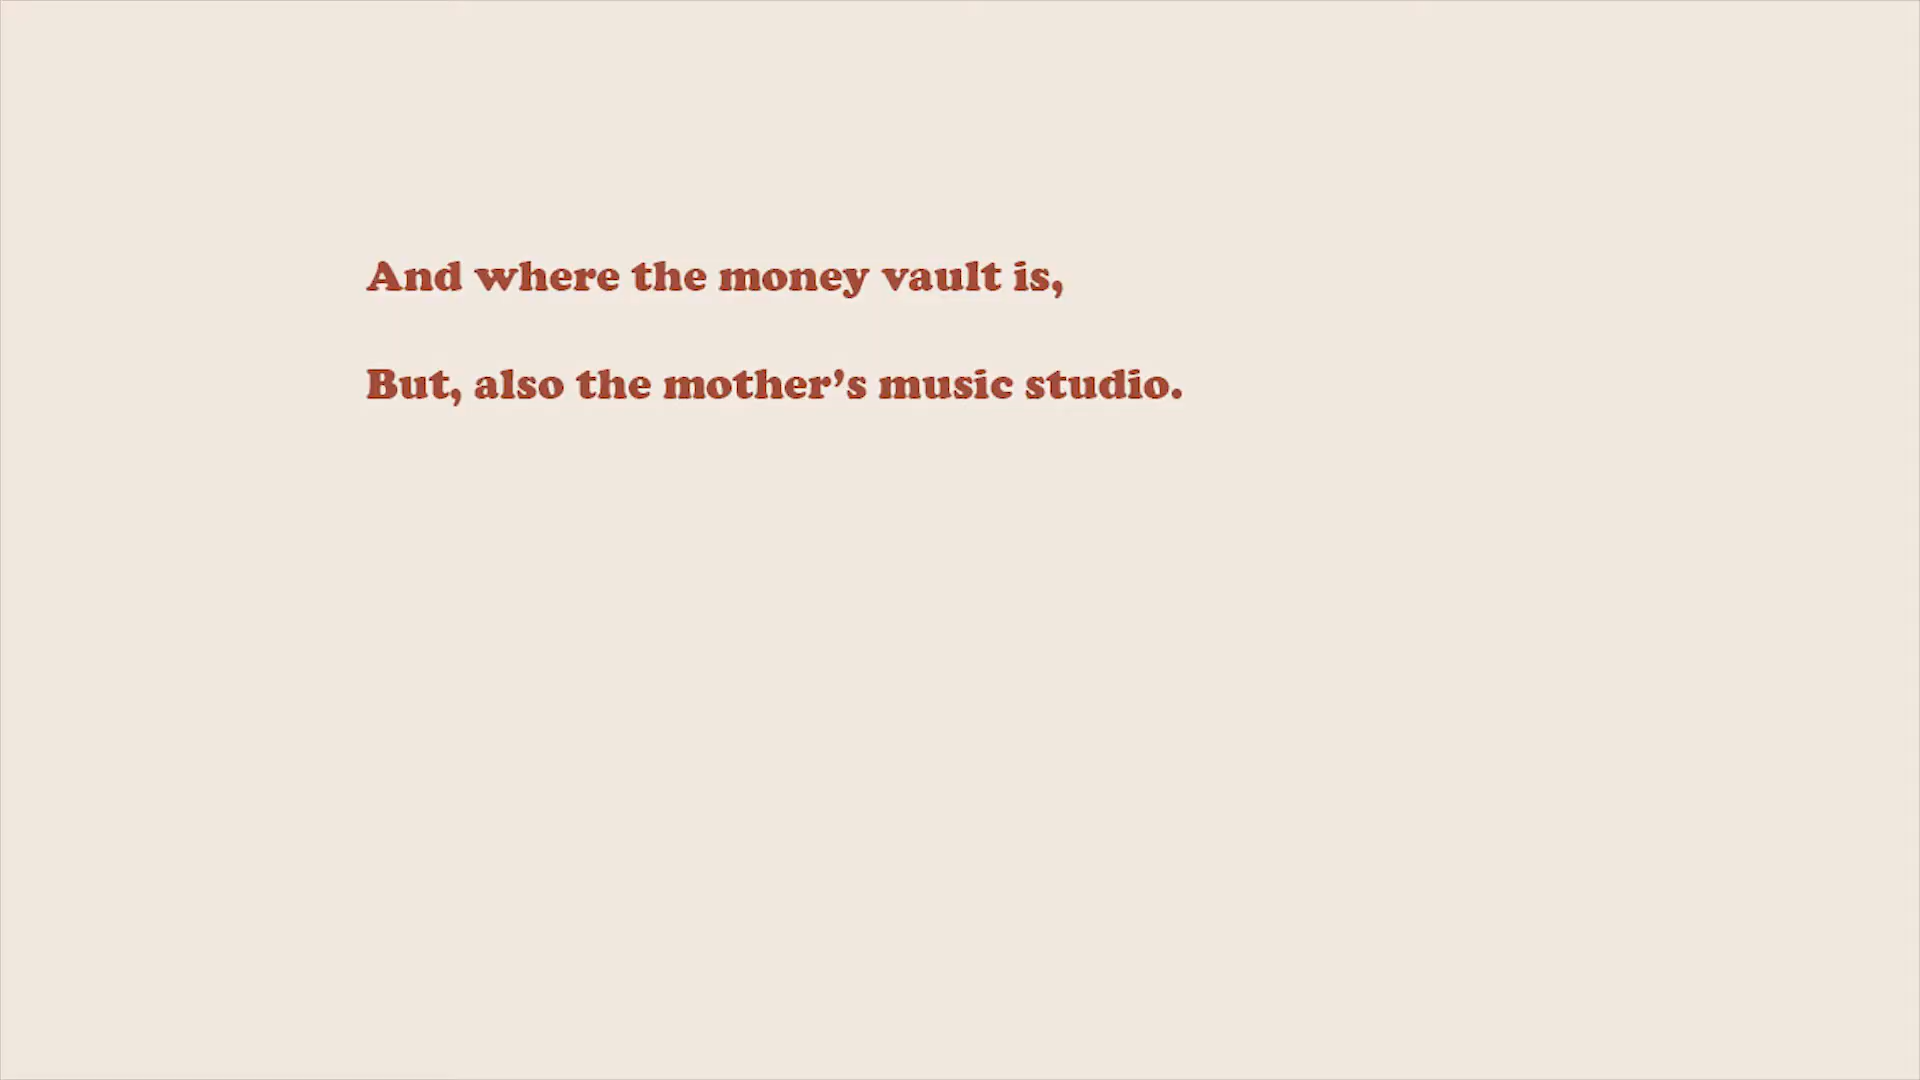 And where the money vault is,
But, also the mother’s music studio.